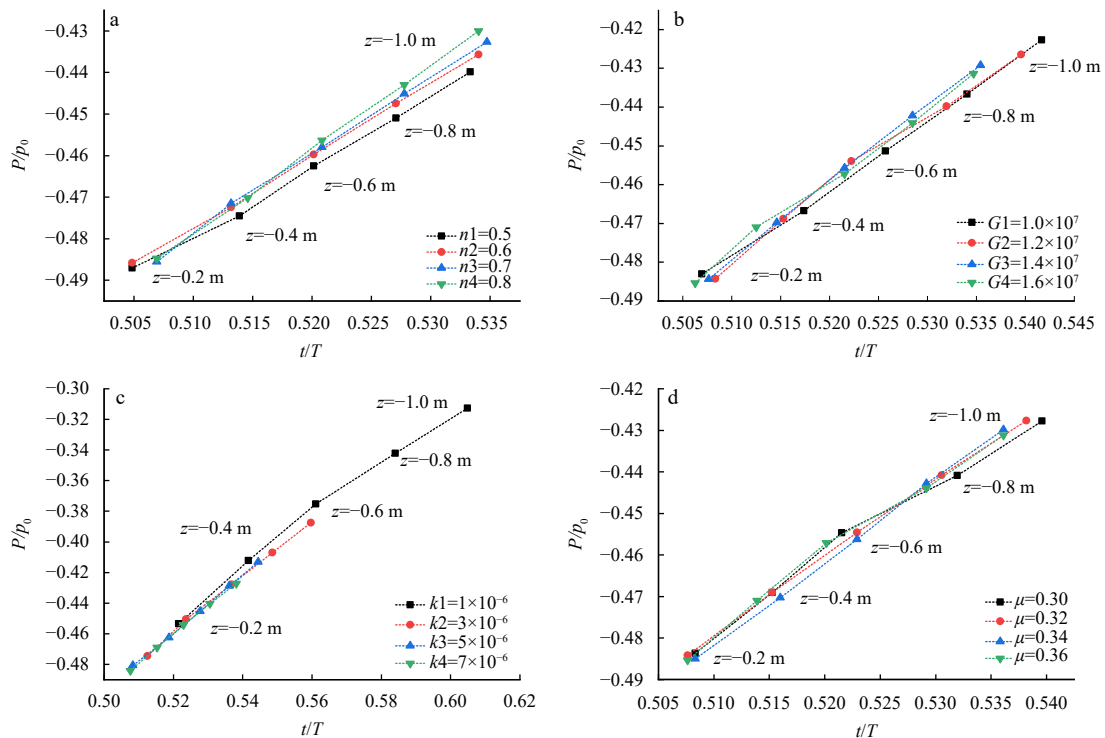 a
−0.43
−0.44
−0.45
−0.46
−0.47
−0.48
−0.49
P/p₀
z=−1.0 m
z=−0.8 m
z=−0.6 m
z=−0.4 m
z=−0.2 m
n1=0.5
n2=0.6
n3=0.7
n4=0.8
0.505 0.510 0.515 0.520 0.525 0.530 0.535
t/T
b
−0.42
−0.43
−0.44
−0.45
−0.46
−0.47
−0.48
−0.49
P/p₀
z=−1.0 m
z=−0.8 m
z=−0.6 m
z=−0.4 m
z=−0.2 m
G1=1.0×10⁷
G2=1.2×10⁷
G3=1.4×10⁷
G4=1.6×10⁷
0.505 0.510 0.515 0.520 0.525 0.530 0.535 0.540 0.545
t/T
c
−0.30
−0.32
−0.34
−0.36
−0.38
−0.40
−0.42
−0.44
−0.46
−0.48
P/p₀
z=−1.0 m
z=−0.8 m
z=−0.6 m
z=−0.4 m
z=−0.2 m
k1=1×10⁻⁶
k2=3×10⁻⁶
k3=5×10⁻⁶
k4=7×10⁻⁶
0.50 0.52 0.54 0.56 0.58 0.60 0.62
t/T
d
−0.42
−0.43
−0.44
−0.45
−0.46
−0.47
−0.48
−0.49
P/p₀
z=−1.0 m
z=−0.8 m
z=−0.6 m
z=−0.4 m
z=−0.2 m
μ=0.30
μ=0.32
μ=0.34
μ=0.36
0.505 0.510 0.515 0.520 0.525 0.530 0.535 0.540
t/T